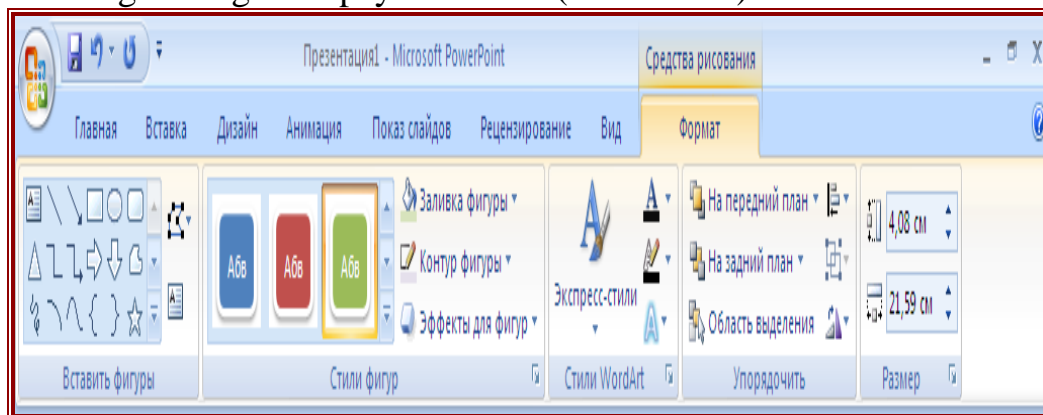 Презентация1 - Microsoft PowerPoint
Средства рисования
Главная Вставка Дизайн Анимация Показ слайдов Рецензирование Вид Формат
Абв Абв Абв
Заливка фигуры
Контур фигуры
Эффекты для фигур
Экспресс-стили
На передний план
На задний план
Область выделения
4,08 см
21,59 см
Вставить фигуры Стили фигур Стили WordArt Упорядочить Размер